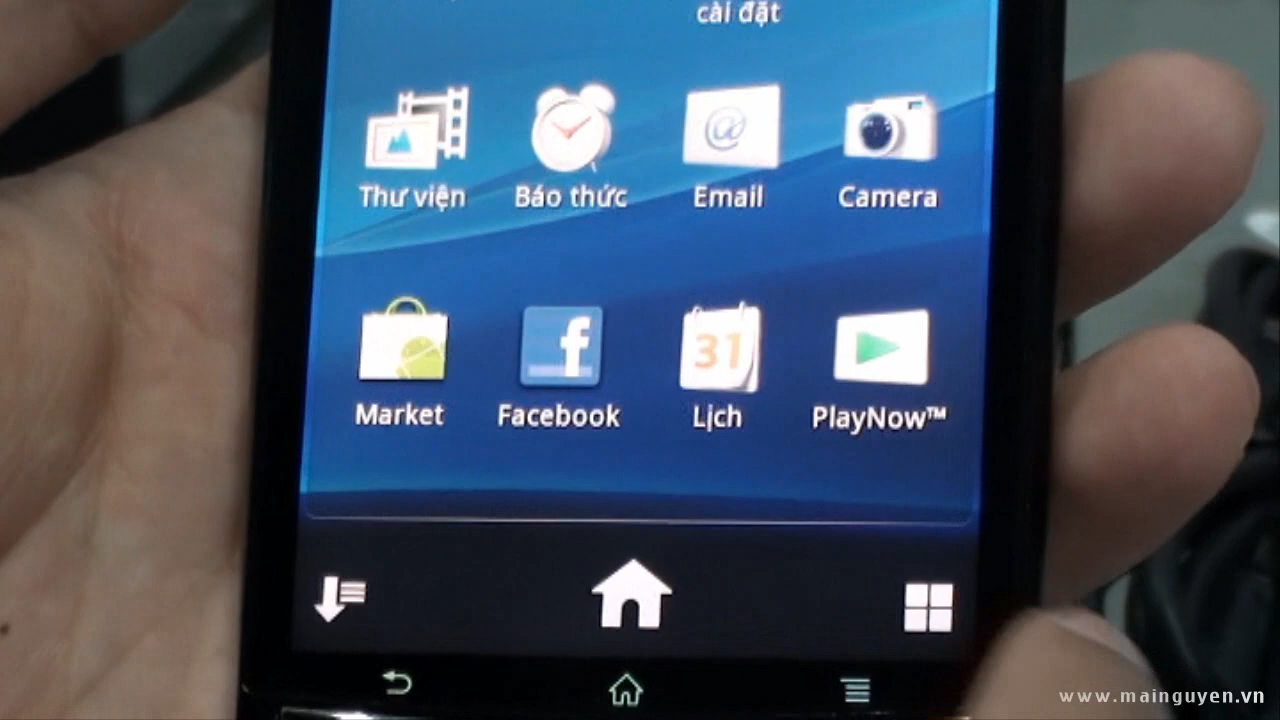 cài đặt
Thư viện Báo thức Email Camera
31
Market Facebook Lịch PlayNow™
www.mainguyen.vn